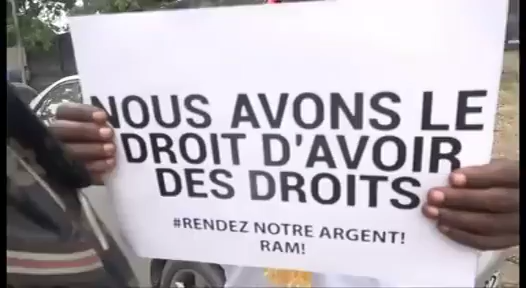 NOUS AVONS LE
DROIT D'AVOIR
DES DROITS
#RENDEZ NOTRE ARGENT!
RAM!